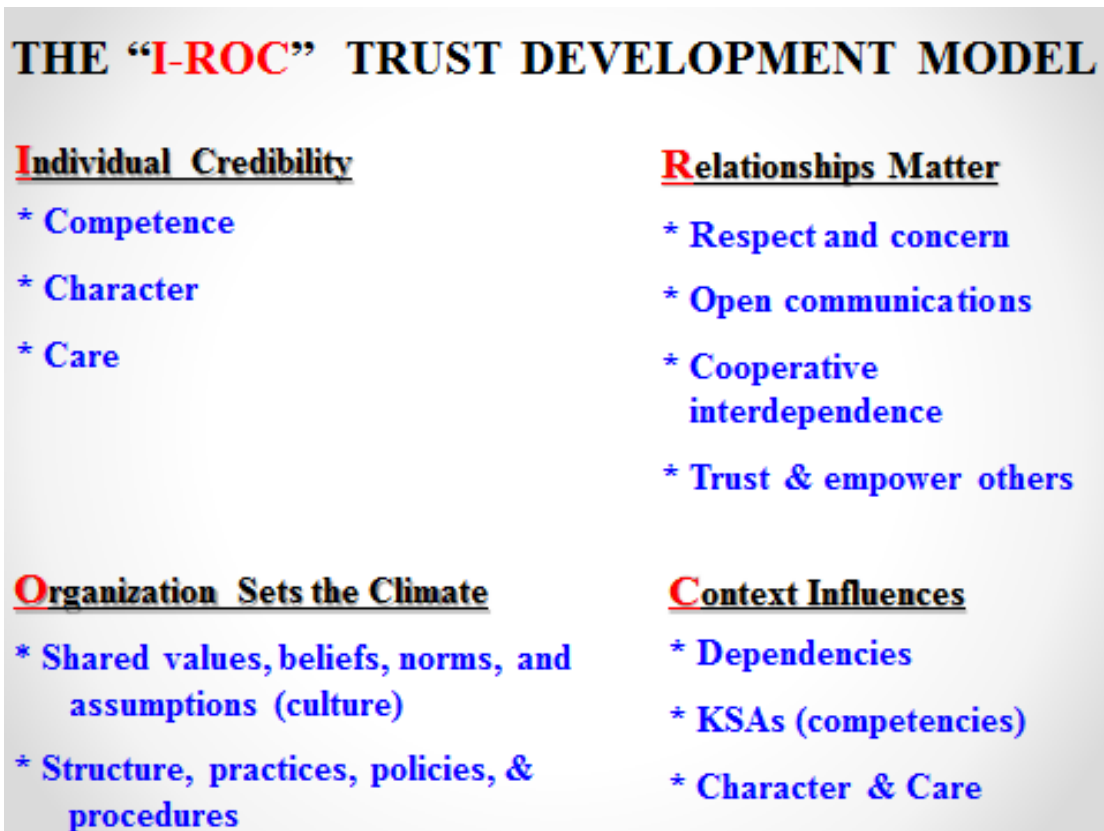 THE “I-ROC” TRUST DEVELOPMENT MODEL
Individual Credibility
* Competence
* Character
* Care
Relationships Matter
* Respect and concern
* Open communications
* Cooperative
interdependence
* Trust & empower others
Organization Sets the Climate
* Shared values, beliefs, norms, and
assumptions (culture)
* Structure, practices, policies, &
procedures
Context Influences
* Dependencies
* KSAs (competencies)
* Character & Care